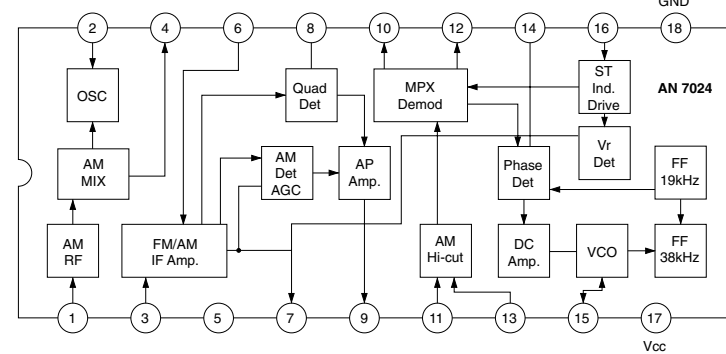 GND
2
4
6
8
10
12
14
16
18
OSC
Quad
Det
MPX
Demod
ST
Ind.
Drive
AN 7024
AM
MIX
AM
Det
AGC
AP
Amp.
Phase
Det
Vr
Det
FF
19kHz
AM
RF
FM/AM
IF Amp.
AM
Hi-cut
DC
Amp.
VCO
FF
38kHz
1
3
5
7
9
11
13
15
17
Vcc